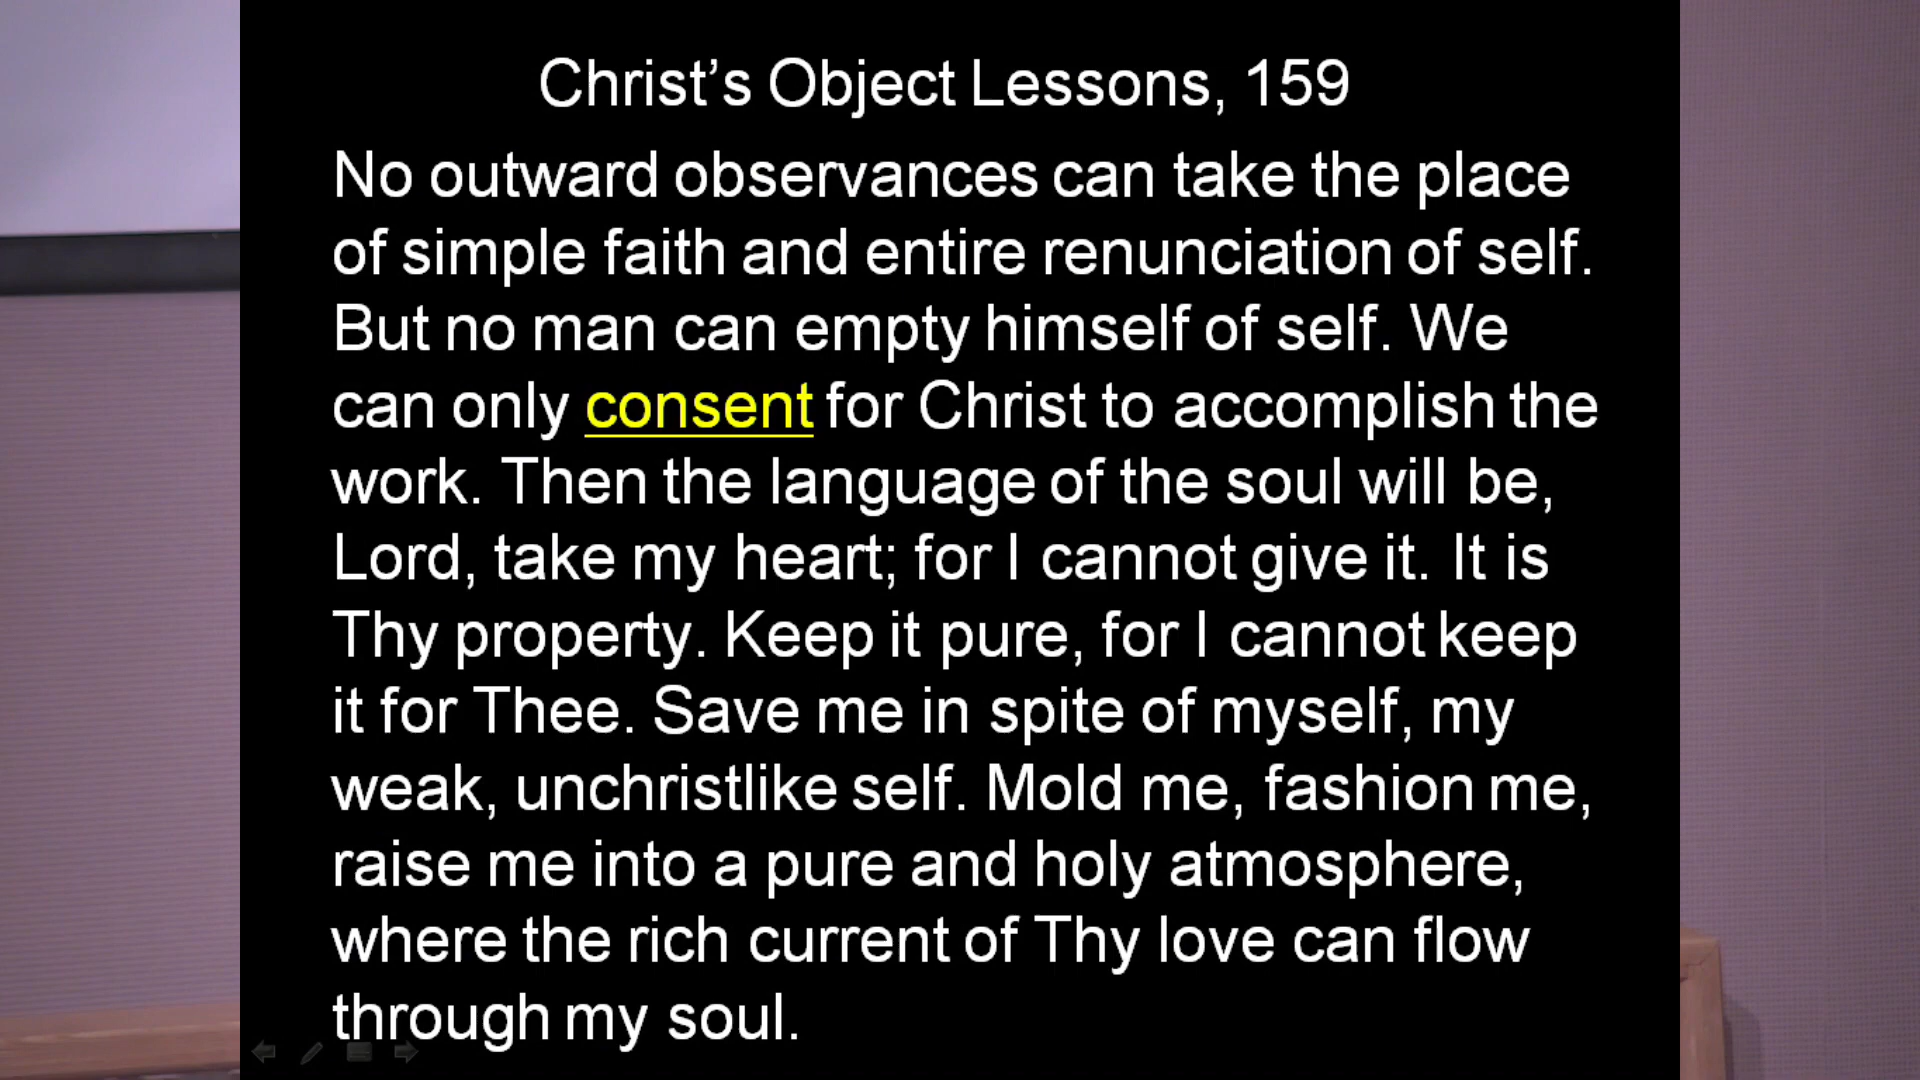 Christ’s Object Lessons, 159
No outward observances can take the place
of simple faith and entire renunciation of self.
But no man can empty himself of self. We
can only consent for Christ to accomplish the
work. Then the language of the soul will be,
Lord, take my heart; for I cannot give it. It is
Thy property. Keep it pure, for I cannot keep
it for Thee. Save me in spite of myself, my
weak, unchristlike self. Mold me, fashion me,
raise me into a pure and holy atmosphere,
where the rich current of Thy love can flow
through my soul.